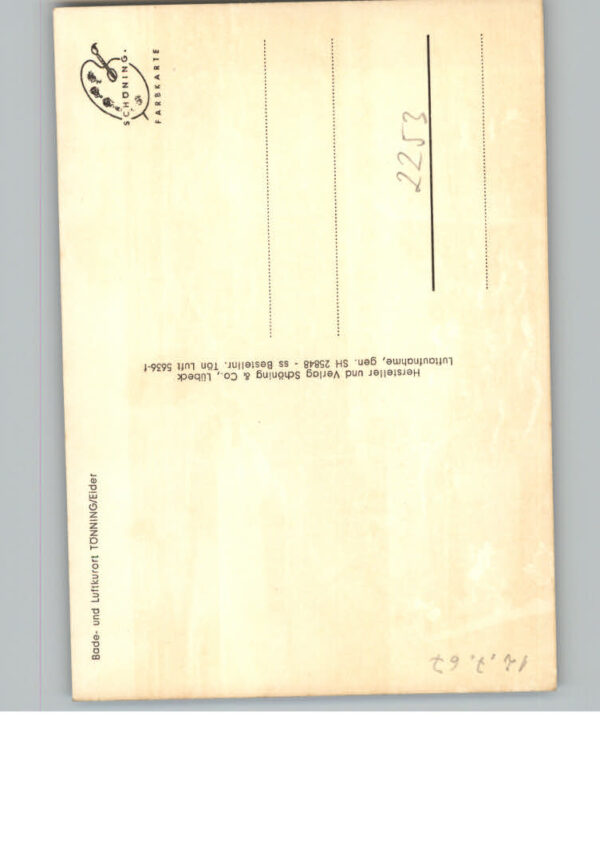 Bade- und Luftkurort TÖNNING/Eider
SCHÖNING·
FARBKARTE
Hersteller und Verlag Schöning & Co., Lübeck
Luftaufnahme, gen. SH 25848 - ss Bestellnr. Tön Luft 5636-f
2253
12.7.67